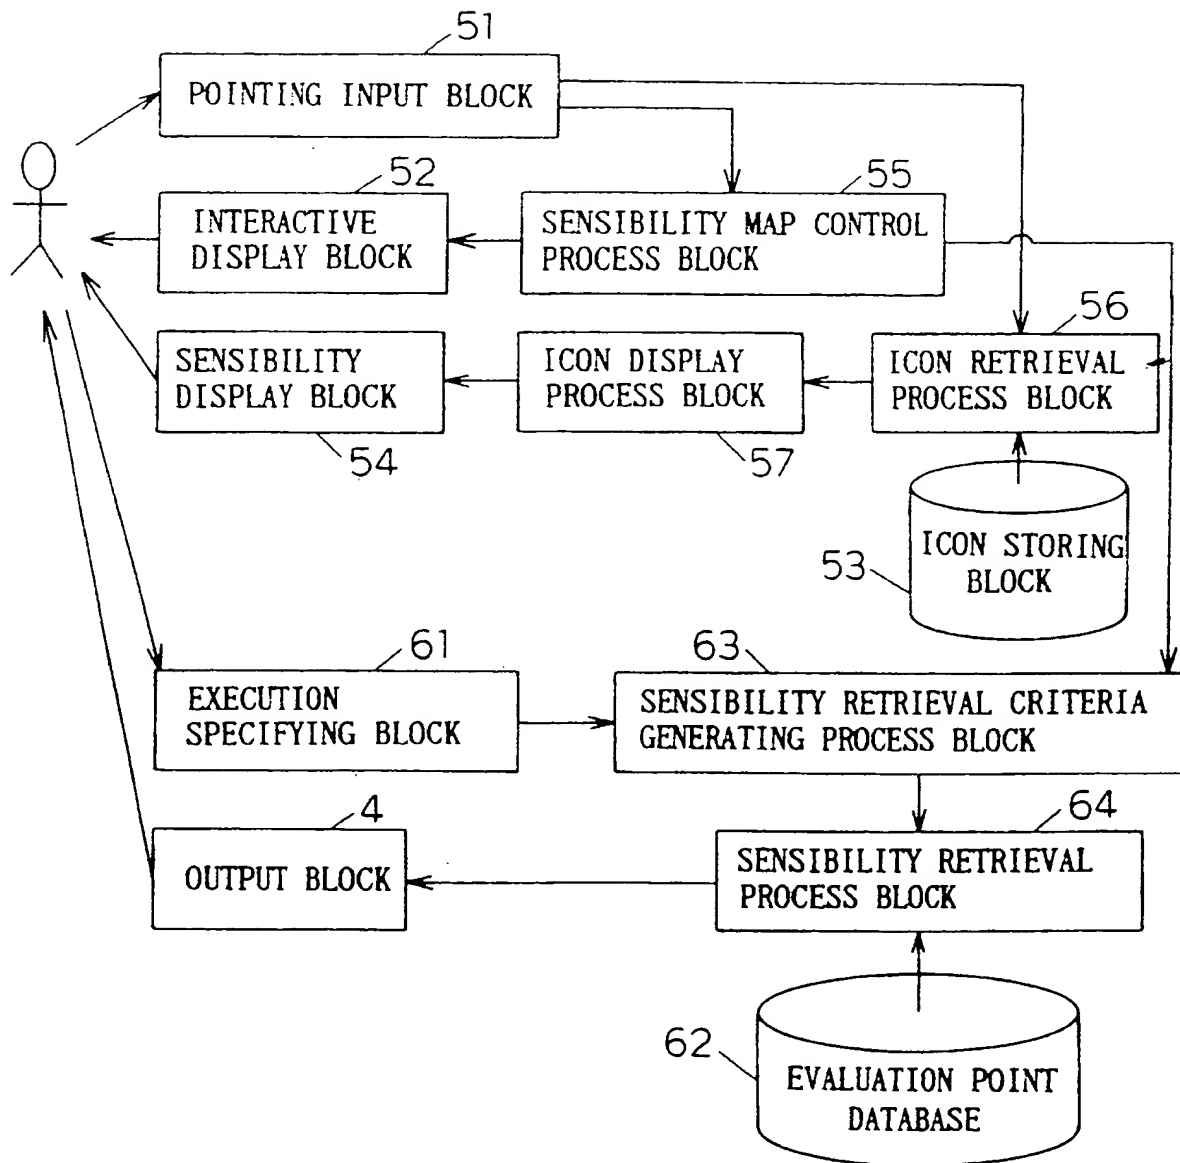 51
POINTING INPUT BLOCK
52
INTERACTIVE
DISPLAY BLOCK
55
SENSIBILITY MAP CONTROL
PROCESS BLOCK
SENSIBILITY
DISPLAY BLOCK
54
ICON DISPLAY
PROCESS BLOCK
57
56
ICON RETRIEVAL
PROCESS BLOCK
53
ICON STORING
BLOCK
61
EXECUTION
SPECIFYING BLOCK
63
SENSIBILITY RETRIEVAL CRITERIA
GENERATING PROCESS BLOCK
4
OUTPUT BLOCK
64
SENSIBILITY RETRIEVAL
PROCESS BLOCK
62
EVALUATION POINT
DATABASE